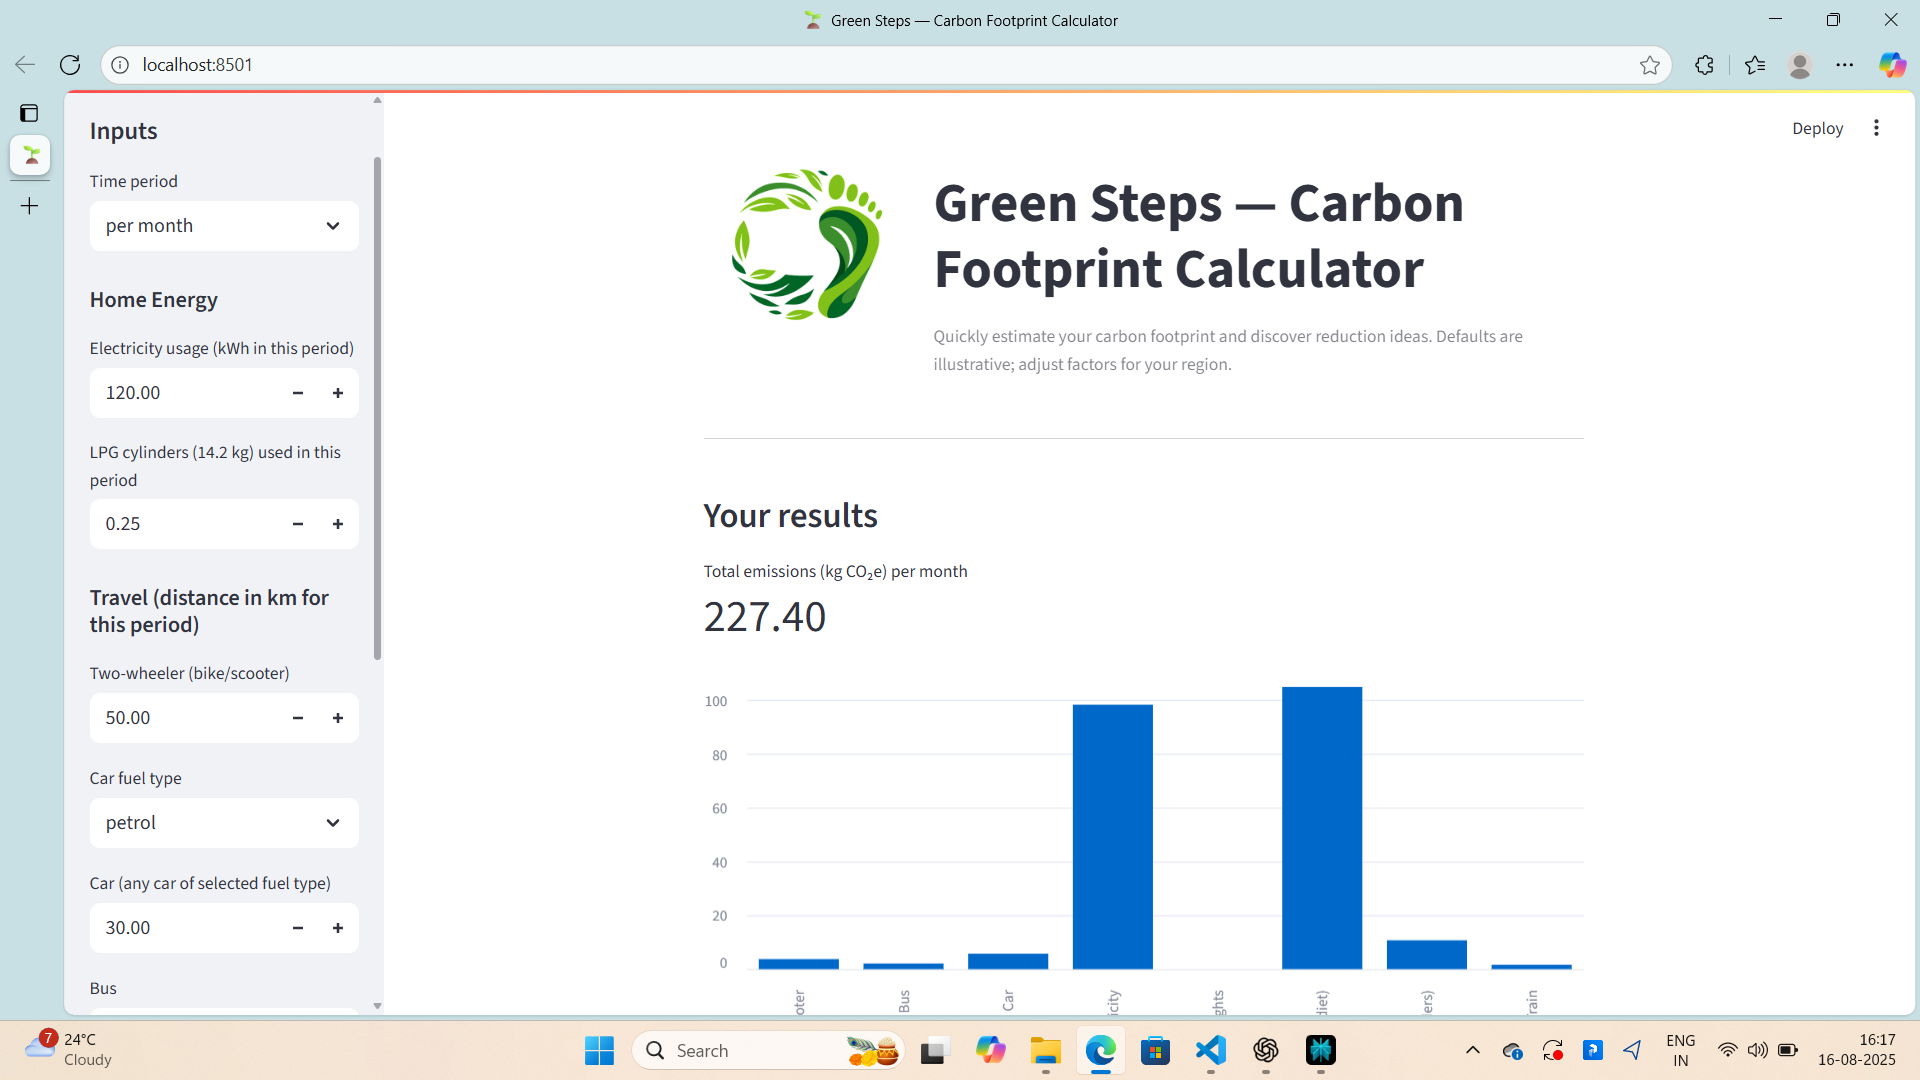 Green Steps — Carbon Footprint Calculator
localhost:8501
Inputs
Time period
per month
Home Energy
Electricity usage (kWh in this period)
120.00
LPG cylinders (14.2 kg) used in this
period
0.25
Travel (distance in km for
this period)
Two-wheeler (bike/scooter)
50.00
Car fuel type
petrol
Car (any car of selected fuel type)
30.00
Bus
Deploy
Green Steps — Carbon
Footprint Calculator
Quickly estimate your carbon footprint and discover reduction ideas. Defaults are
illustrative; adjust factors for your region.
Your results
Total emissions (kg CO₂e) per month
227.40
100
80
60
40
20
0
ooter
Bus
Car
icity
ghts
diet)
ers)
rain
7
24°C
Cloudy
Search
ENG
IN
16:17
16-08-2025